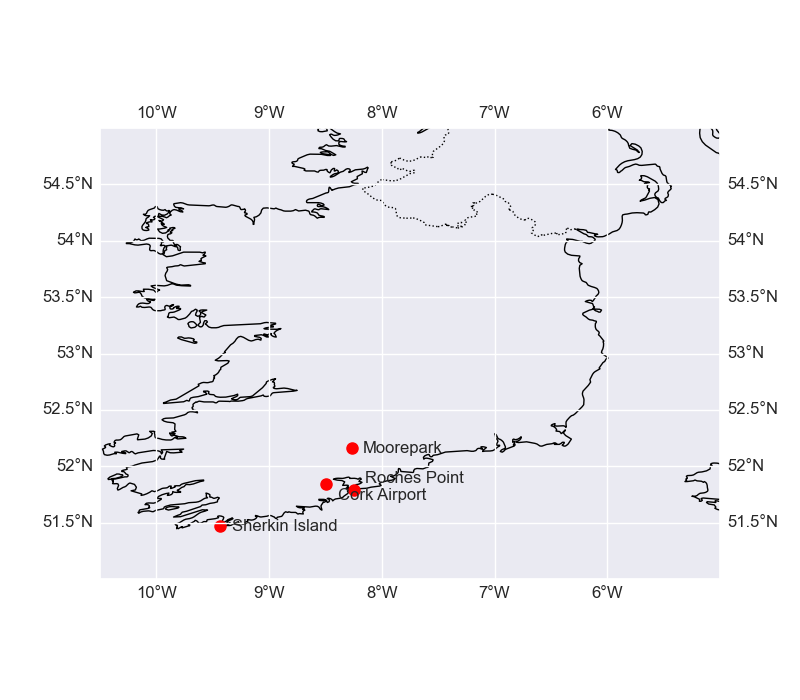 10°W 9°W 8°W 7°W 6°W
54.5°N 54.5°N
54°N 54°N
53.5°N 53.5°N
53°N 53°N
52.5°N 52.5°N
Moorepark
52°N 52°N
Roches Point
Cork Airport
51.5°N Sherkin Island 51.5°N
10°W 9°W 8°W 7°W 6°W